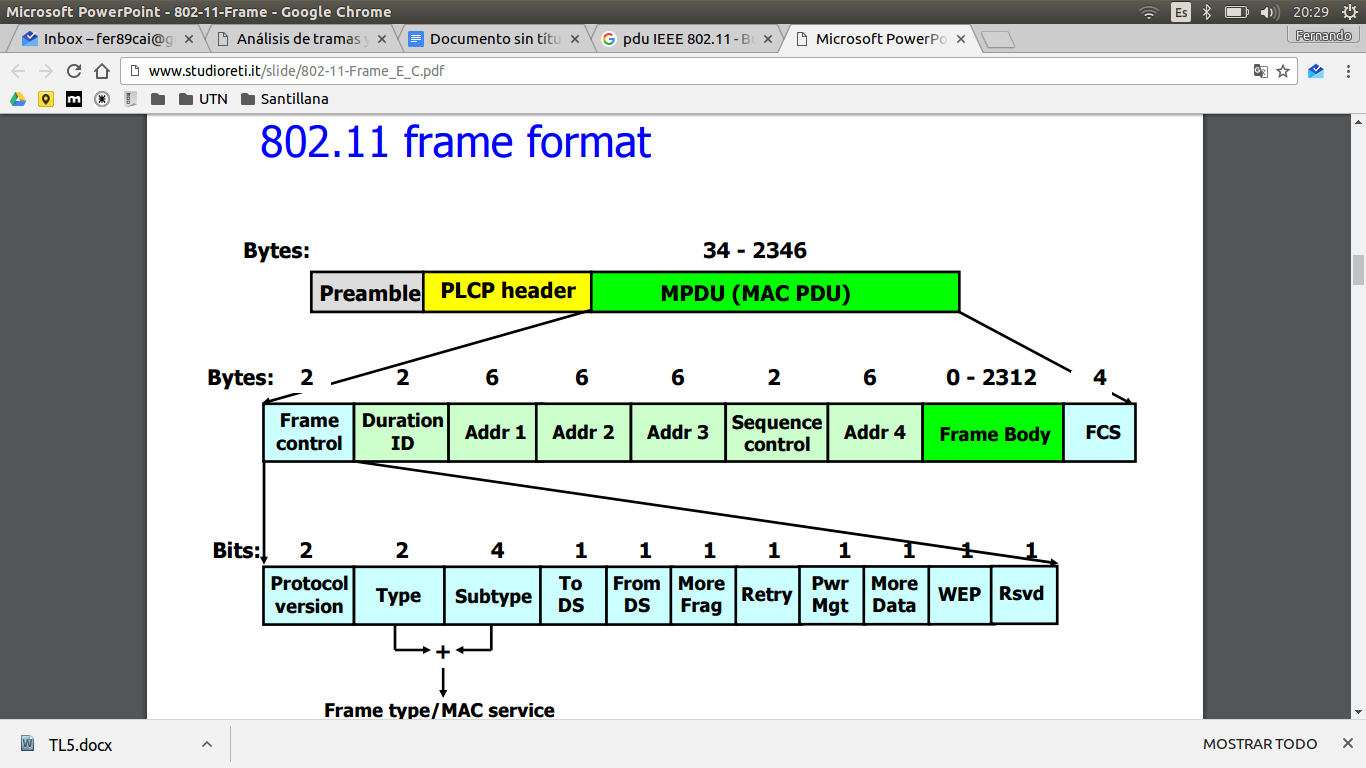 Microsoft PowerPoint - 802-11-Frame - Google Chrome
Es
20:29
Inbox – fer89cai@g
Análisis de tramas y
Documento sin títu
pdu IEEE 802.11 - B
Microsoft PowerPo
Fernando
www.studioreti.it/slide/802-11-Frame_E_C.pdf
UTN
Santillana
802.11 frame format
Bytes: 34 - 2346
Preamble PLCP header MPDU (MAC PDU)
Bytes: 2 2 6 6 6 2 6 0 - 2312 4
Frame control
Duration ID
Addr 1
Addr 2
Addr 3
Sequence control
Addr 4
Frame Body
FCS
Bits: 2 2 4 1 1 1 1 1 1 1 1
Protocol version
Type
Subtype
To DS
From DS
More Frag
Retry
Pwr Mgt
More Data
WEP
Rsvd
+
Frame type/MAC service
TL5.docx
MOSTRAR TODO